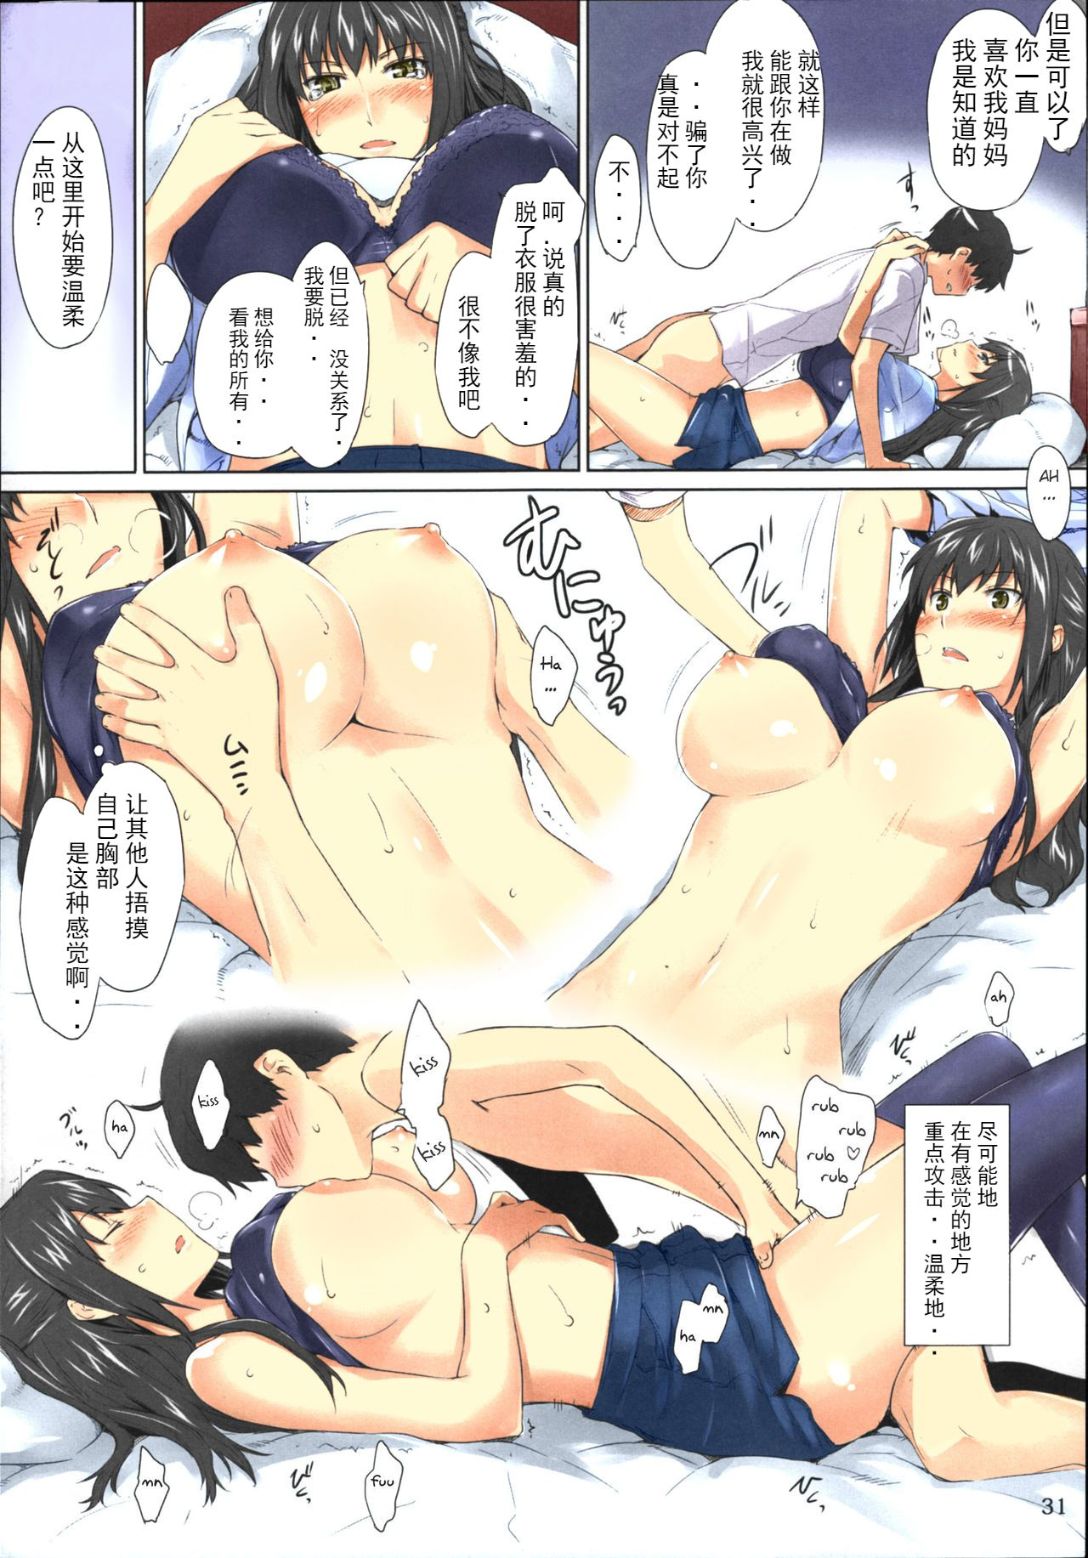 但是可以了
你一直
喜欢我妈妈
我是知道的
就这样
能跟你在做
我就很高兴了..
..骗了你
真是对不起
不...
すっ
呵.说真的
脱了衣服很害羞的..
很不像我吧
但已经 没关系了..
我要脱..
想给你..
看我的所有..
从这里开始要温柔
一点吧？
AH
...
むにゅうっ
Ha
...
让其他人捂摸
自己胸部
是这种感觉啊..
ah
尽可能地
在有感觉的地方
重点攻击..温柔地..
kiss
kiss
kiss
ha
mn
rub
rub
rub
rub
mn
ha
mn
fuu
31